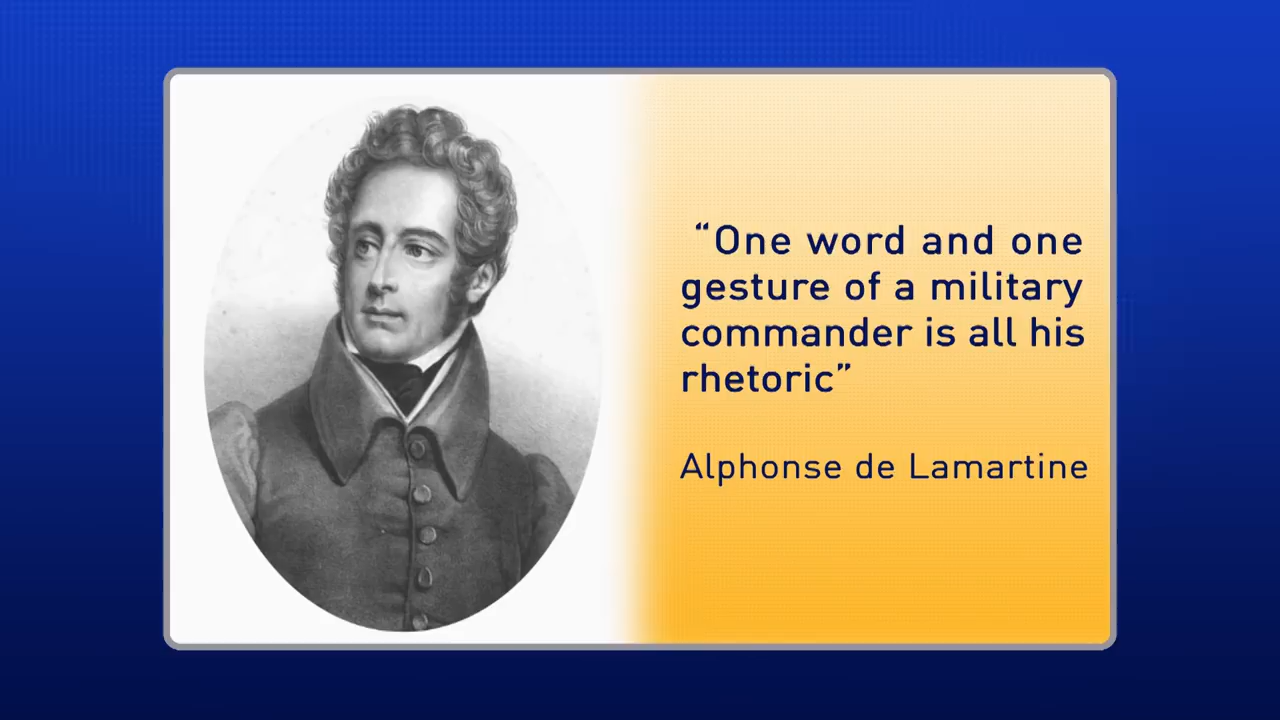 “One word and one
gesture of a military
commander is all his
rhetoric”
Alphonse de Lamartine